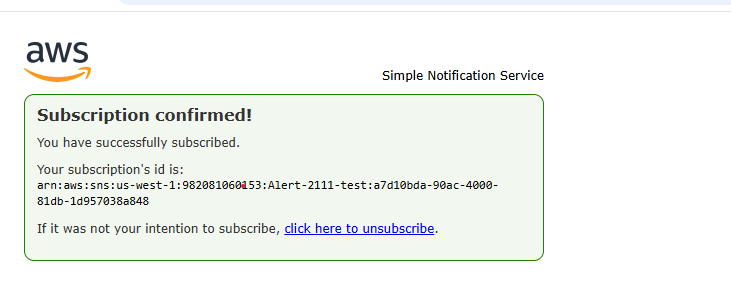 aws
Simple Notification Service
Subscription confirmed!
You have successfully subscribed.
Your subscription's id is:
arn:aws:sns:us-west-1:982081060153:Alert-2111-test:a7d10bda-90ac-4000-
81db-1d957038a848
If it was not your intention to subscribe, click here to unsubscribe.